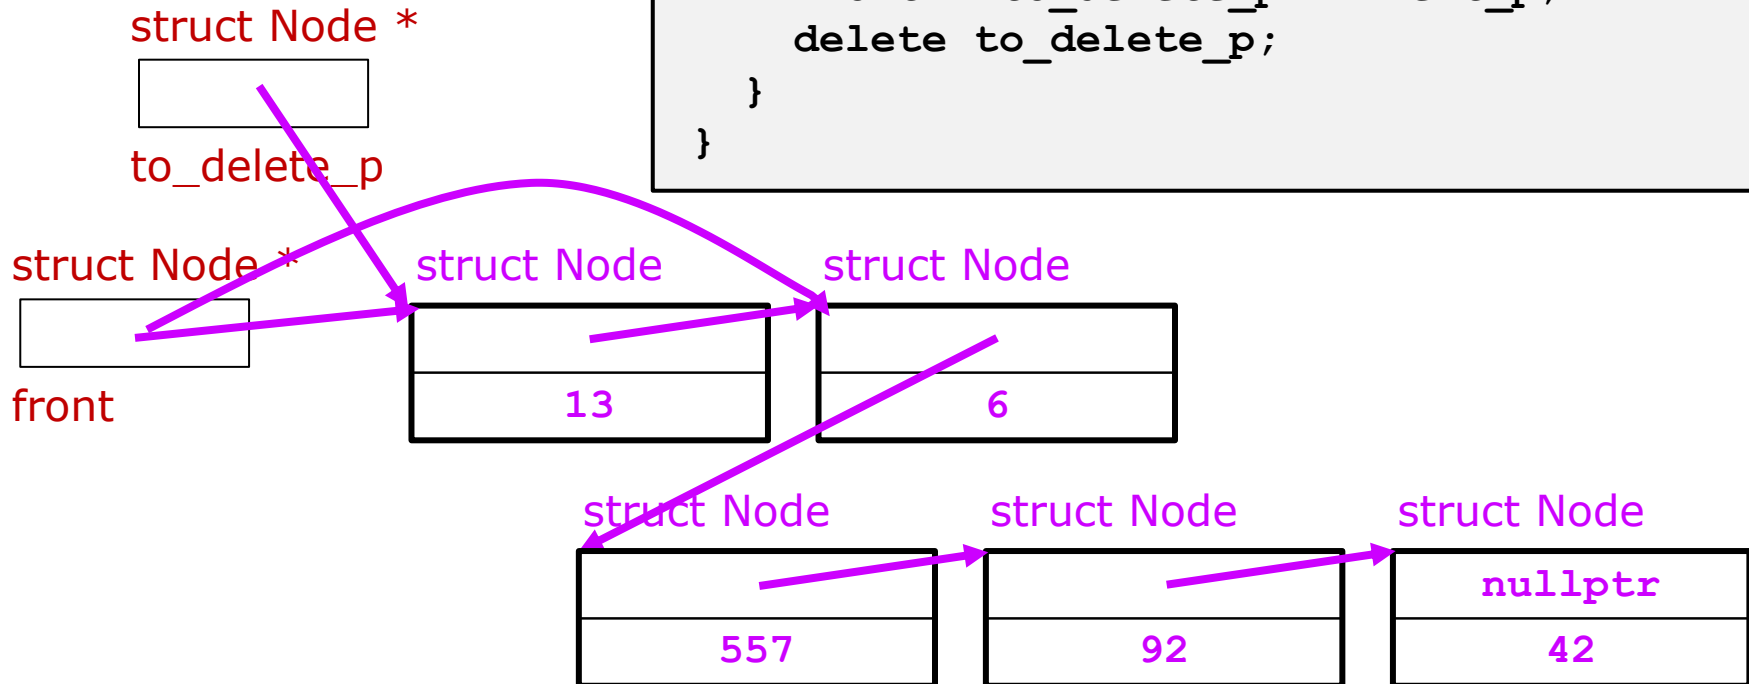 struct Node *
delete to_delete_p;
to_delete_p
}
}
struct Node *
struct Node
struct Node
front
13
6
struct Node
struct Node
struct Node
nullptr
557
92
42